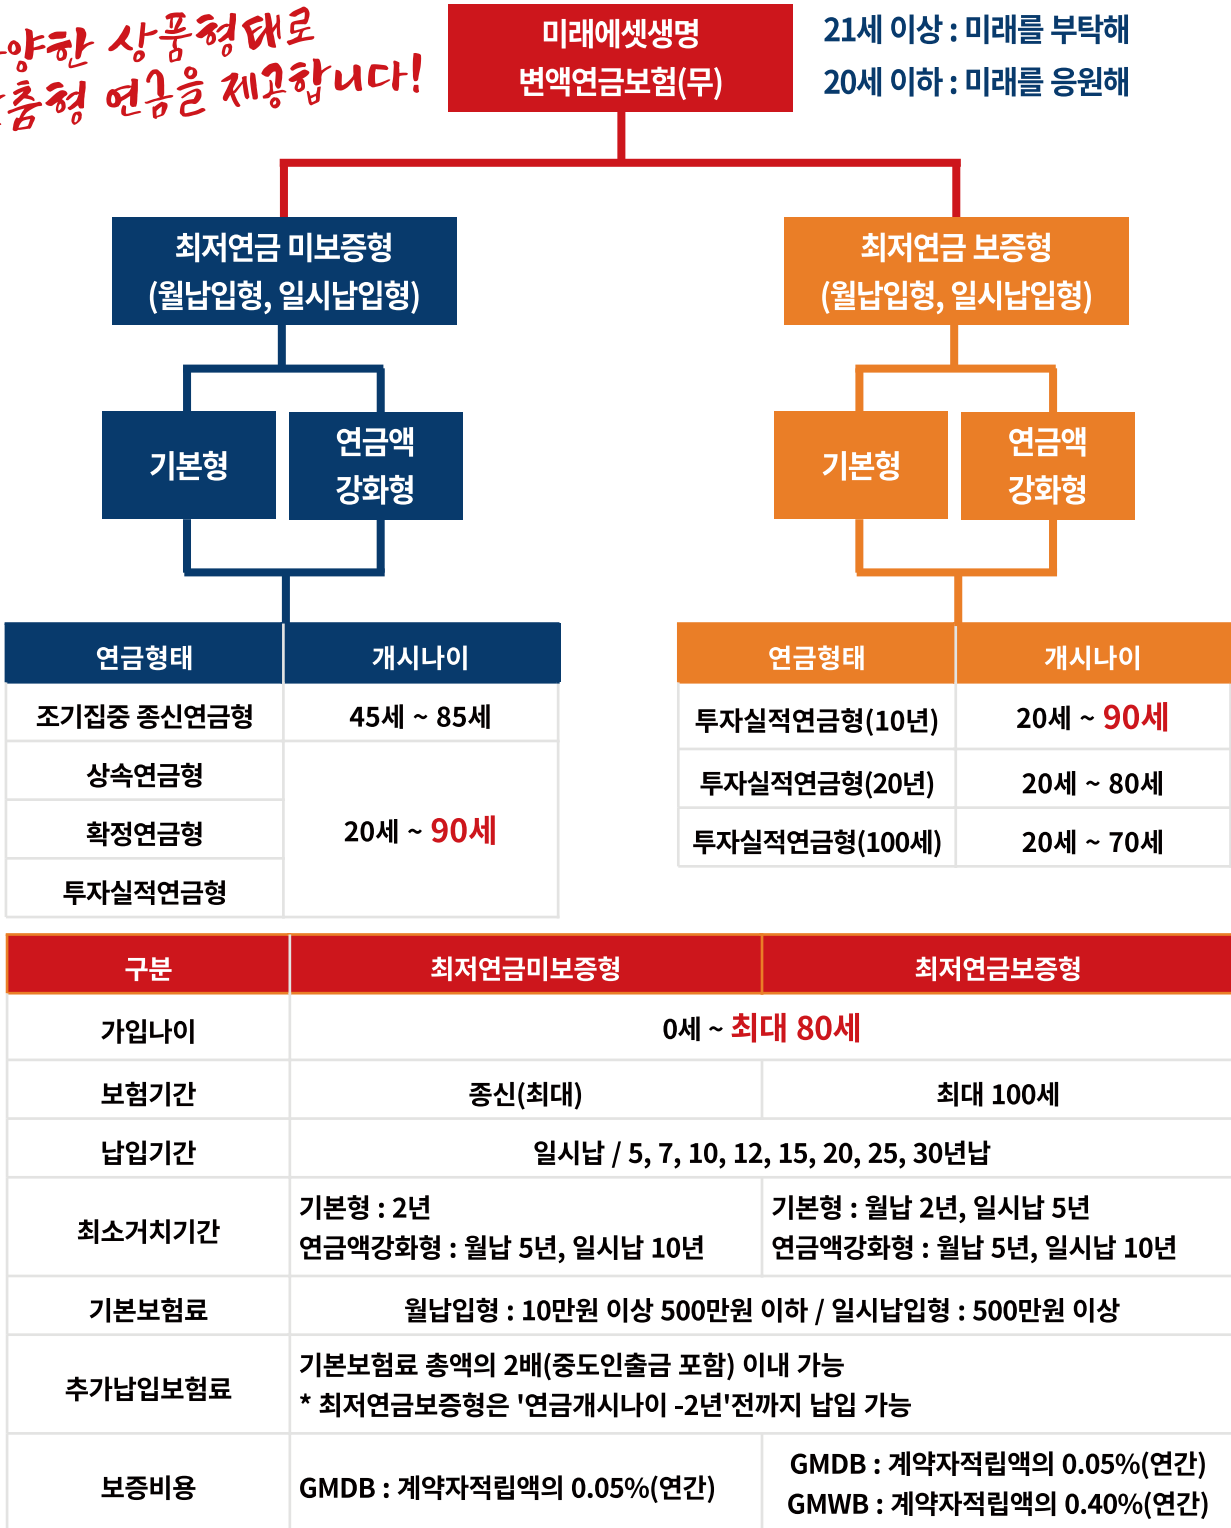 양한 상품형태로
춤형 연금을 제공합니다!
미래에셋생명
변액연금보험(무)
21세 이상 : 미래를 부탁해
20세 이하 : 미래를 응원해
최저연금 미보증형
(월납입형, 일시납입형)
최저연금 보증형
(월납입형, 일시납입형)
기본형
연금액
강화형
기본형
연금액
강화형
연금형태 개시나이
조기집중 종신연금형 45세 ~ 85세
상속연금형
확정연금형
20세 ~ 90세
투자실적연금형
연금형태 개시나이
투자실적연금형(10년) 20세 ~ 90세
투자실적연금형(20년) 20세 ~ 80세
투자실적연금형(100세) 20세 ~ 70세
구분 최저연금미보증형 최저연금보증형
가입나이 0세 ~ 최대 80세
보험기간 종신(최대) 최대 100세
납입기간 일시납 / 5, 7, 10, 12, 15, 20, 25, 30년납
최소거치기간
기본형 : 2년
연금액강화형 : 월납 5년, 일시납 10년
기본형 : 월납 2년, 일시납 5년
연금액강화형 : 월납 5년, 일시납 10년
기본보험료 월납입형 : 10만원 이상 500만원 이하 / 일시납입형 : 500만원 이상
추가납입보험료
기본보험료 총액의 2배(중도인출금 포함) 이내 가능
* 최저연금보증형은 '연금개시나이 -2년'전까지 납입 가능
보증비용
GMDB : 계약자적립액의 0.05%(연간)
GMDB : 계약자적립액의 0.05%(연간)
GMWB : 계약자적립액의 0.40%(연간)